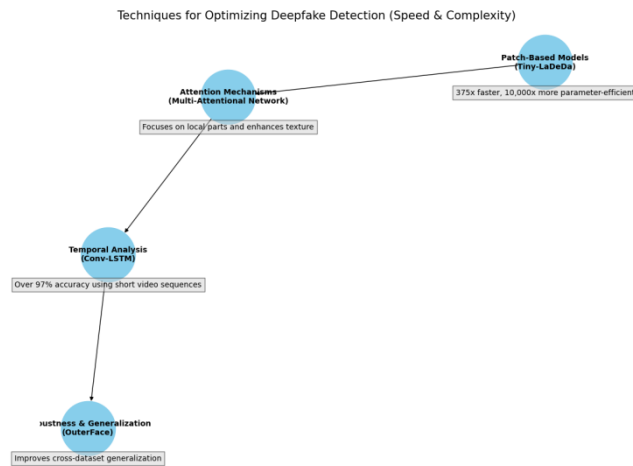 Techniques for Optimizing Deepfake Detection (Speed & Complexity)
Patch-Based Models
(Tiny-LaDeDa)
375x faster, 10,000x more parameter-efficient
Attention Mechanisms
(Multi-Attentional Network)
Focuses on local parts and enhances texture
Temporal Analysis
(Conv-LSTM)
Over 97% accuracy using short video sequences
ustness & Generalization
(OuterFace)
Improves cross-dataset generalization